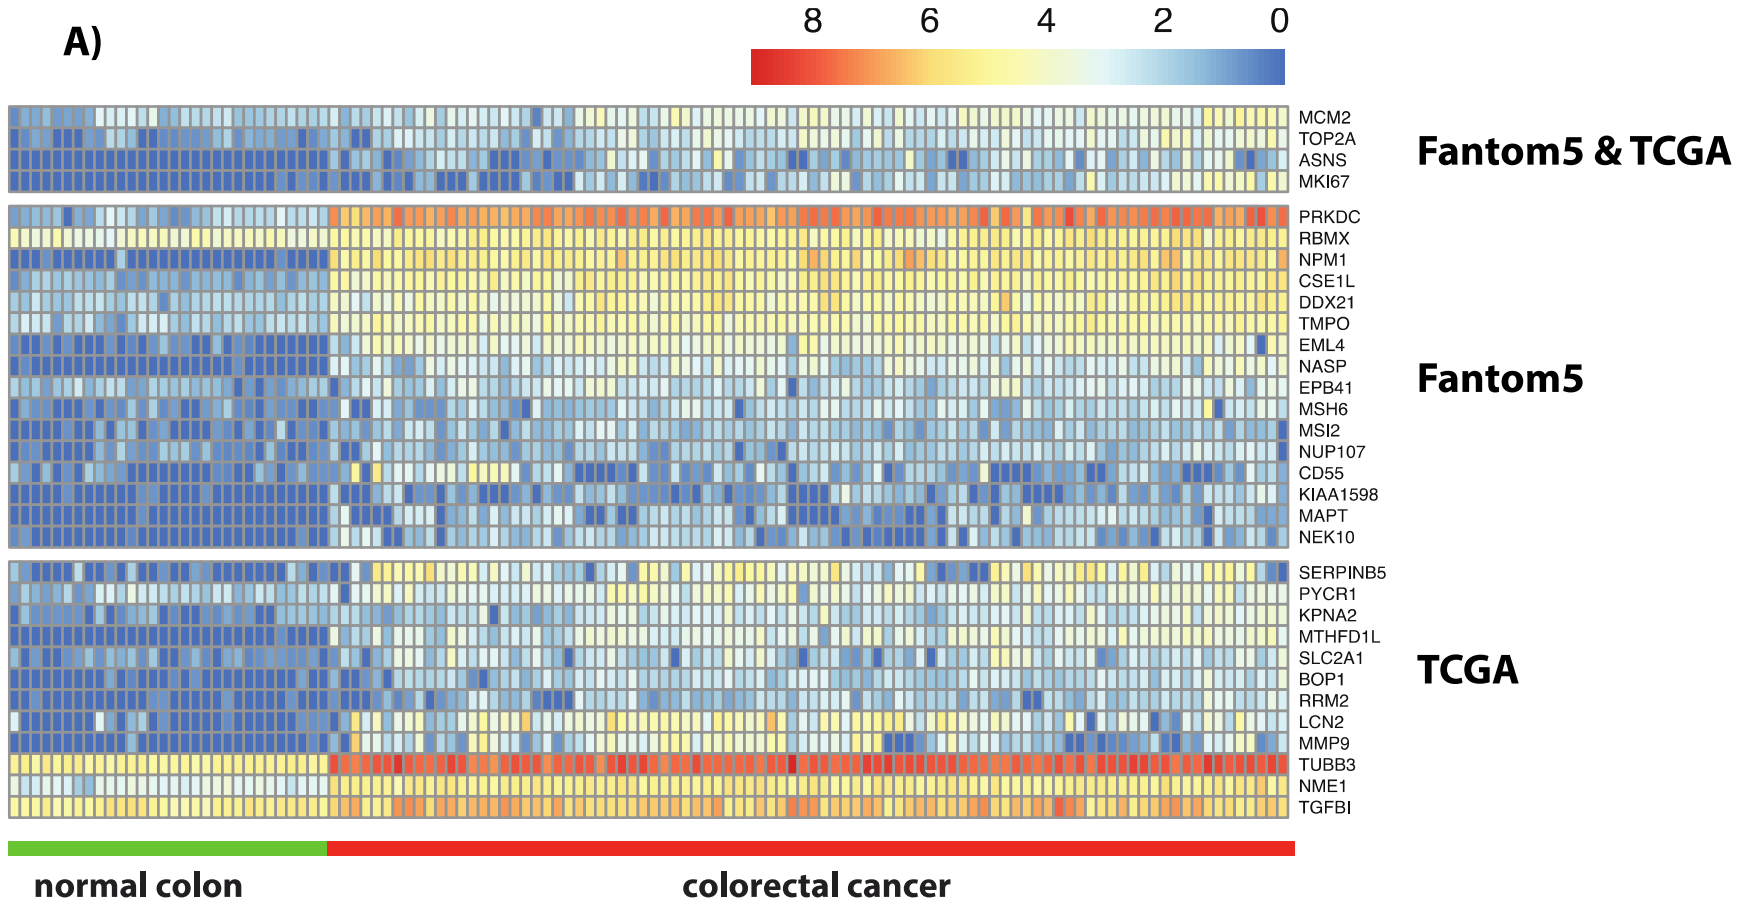 A)
8 6 4 2 0
MCM2
TOP2A
ASNS
MKI67
Fantom5 & TCGA
PRKDC
RBMX
NPM1
CSE1L
DDX21
TMPO
EML4
NASP
EPB41
MSH6
MSI2
NUP107
CD55
KIAA1598
MAPT
NEK10
Fantom5
SERPINB5
PYCR1
KPNA2
MTHFD1L
SLC2A1
BOP1
RRM2
LCN2
MMP9
TUBB3
NME1
TGFBI
TCGA
normal colon
colorectal cancer